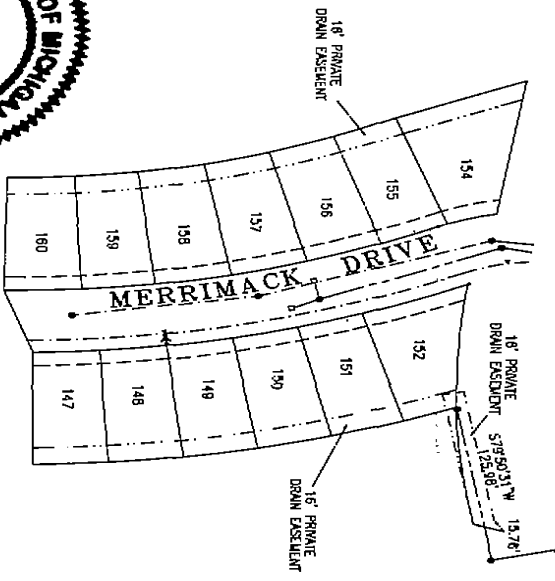 OF MICHIGAN
16' PRIVATE
DRAIN EASEMENT
154
155
156
157
158
159
160
MERRIMACK DRIVE
152
151
150
149
148
147
16' PRIVATE
DRAIN EASEMENT
S79°50'31"W
125.98'
15.76'
16' PRIVATE
DRAIN EASEMENT